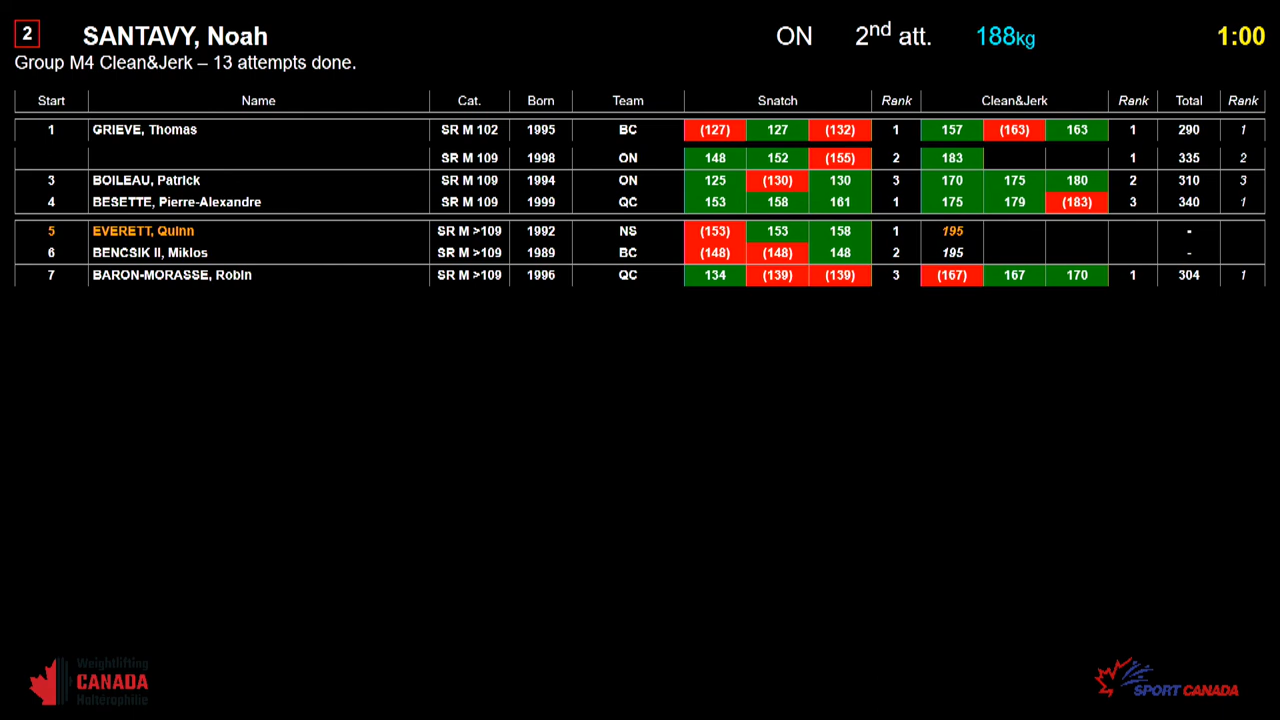 2 SANTAVY, Noah ON 2nd att. 188kg 1:00
Group M4 Clean&Jerk – 13 attempts done.
Start Name Cat. Born Team Snatch Rank Clean&Jerk Rank Total Rank
1 GRIEVE, Thomas SR M 102 1995 BC (127) 127 (132) 1 157 (163) 163 1 290 1
SR M 109 1998 ON 148 152 (155) 2 183 1 335 2
3 BOILEAU, Patrick SR M 109 1994 ON 125 (130) 130 3 170 175 180 2 310 3
4 BESETTE, Pierre-Alexandre SR M 109 1999 QC 153 158 161 1 175 179 (183) 3 340 1
5 EVERETT, Quinn SR M >109 1992 NS (153) 153 158 1 195 -
6 BENCSIK II, Miklos SR M >109 1989 BC (148) (148) 148 2 195 -
7 BARON-MORASSE, Robin SR M >109 1996 QC 134 (139) (139) 3 (167) 167 170 1 304 1
Weightlifting
CANADA
Haltérophilie
SPORT CANADA